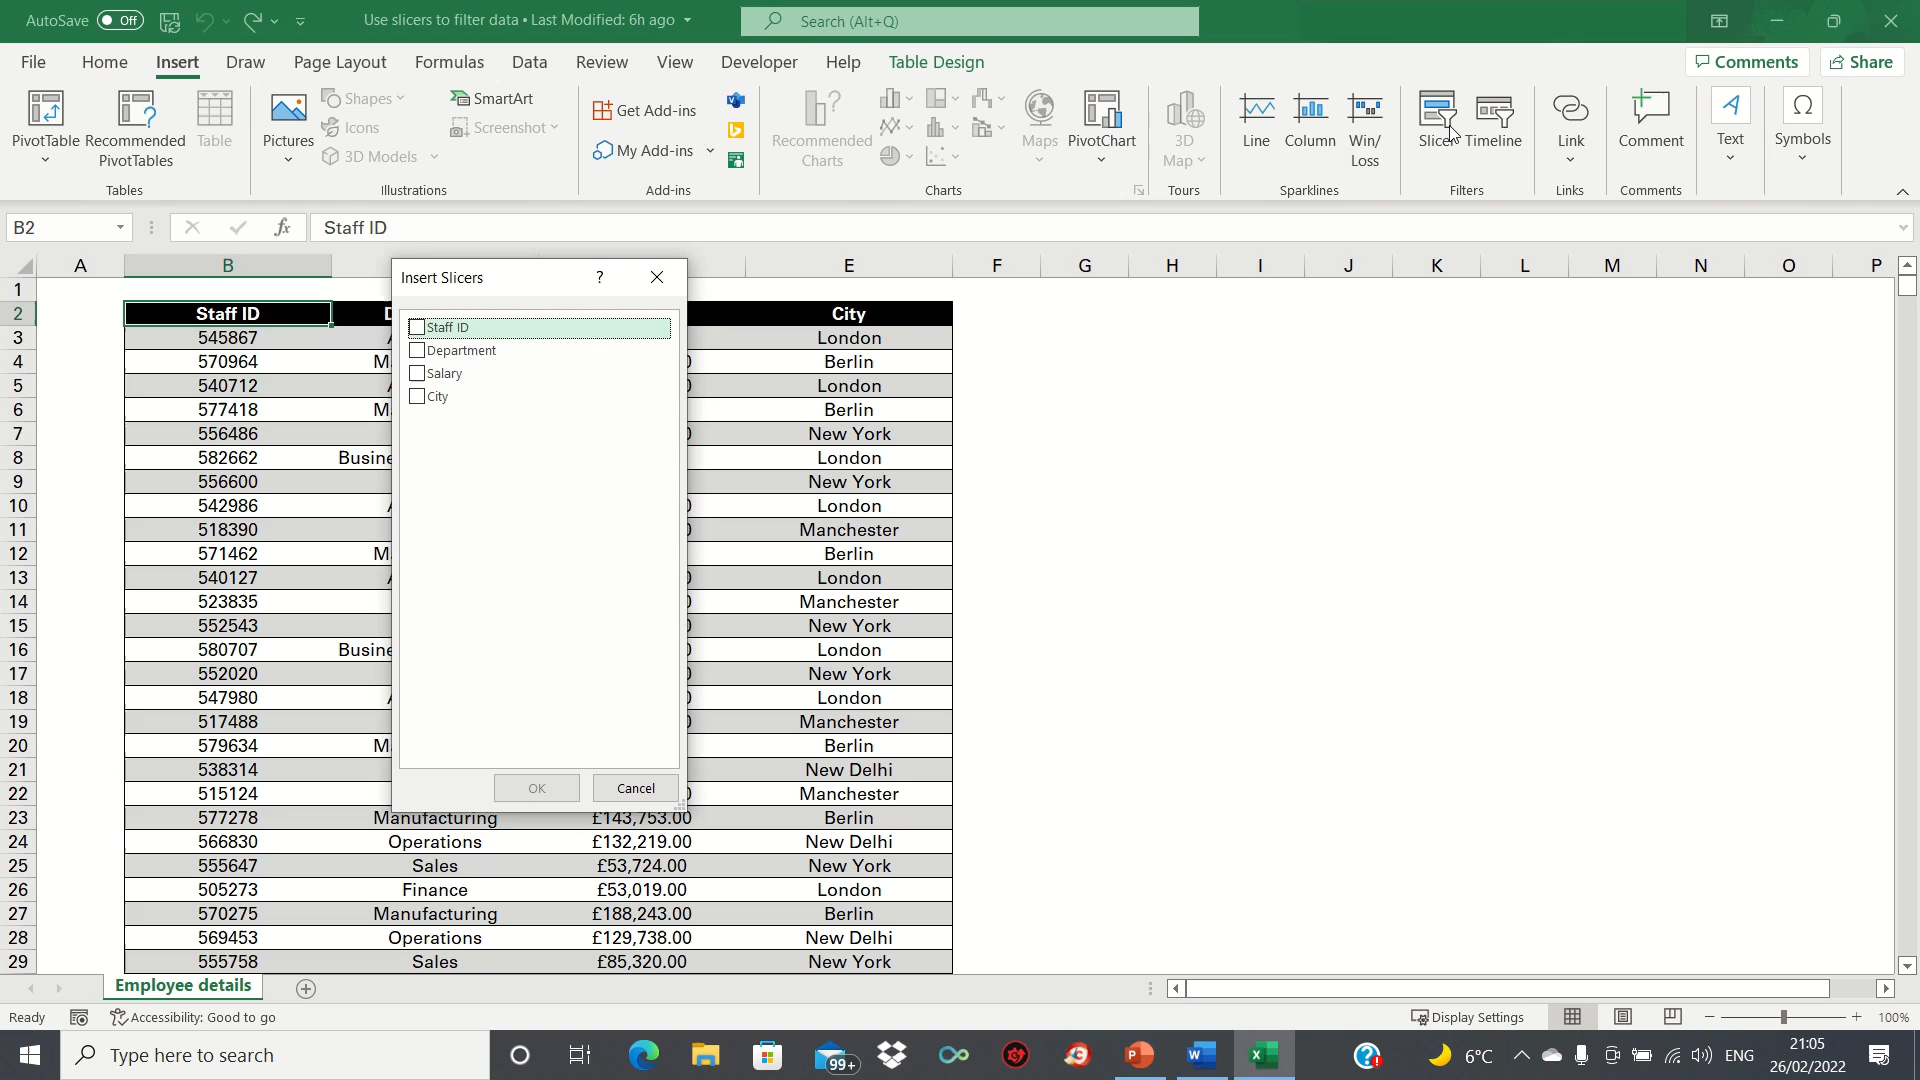 AutoSave Off Use slicers to filter data • Last Modified: 6h ago Search (Alt+Q)
File Home Insert Draw Page Layout Formulas Data Review View Developer Help Table Design Comments Share
PivotTable Recommended PivotTables Table
Tables
Pictures Shapes Icons 3D Models SmartArt Screenshot
Illustrations
Get Add-ins
My Add-ins
Add-ins
Recommended Charts Maps PivotChart
Charts
3D Map
Tours
Line Column Win/Loss
Sparklines
Slicer Timeline
Filters
Link
Links
Comment
Comments
Text
Symbols
B2 fx Staff ID
A B E F G H I J K L M N O P
Insert Slicers ?
Staff ID
Department
Salary
City
OK Cancel
1
2 Staff ID City
3 545867 London
4 570964 Berlin
5 540712 London
6 577418 Berlin
7 556486 New York
8 582662 London
9 556600 New York
10 542986 London
11 518390 Manchester
12 571462 Berlin
13 540127 London
14 523835 Manchester
15 552543 New York
16 580707 London
17 552020 New York
18 547980 London
19 517488 Manchester
20 579634 Berlin
21 538314 New Delhi
22 515124 Manchester
23 577278 Manufacturing £143,753.00 Berlin
24 566830 Operations £132,219.00 New Delhi
25 555647 Sales £53,724.00 New York
26 505273 Finance £53,019.00 London
27 570275 Manufacturing £188,243.00 Berlin
28 569453 Operations £129,738.00 New Delhi
29 555758 Sales £85,320.00 New York
Employee details
Ready Accessibility: Good to go Display Settings 100%
Type here to search 99+ 6°C ENG 21:05
26/02/2022